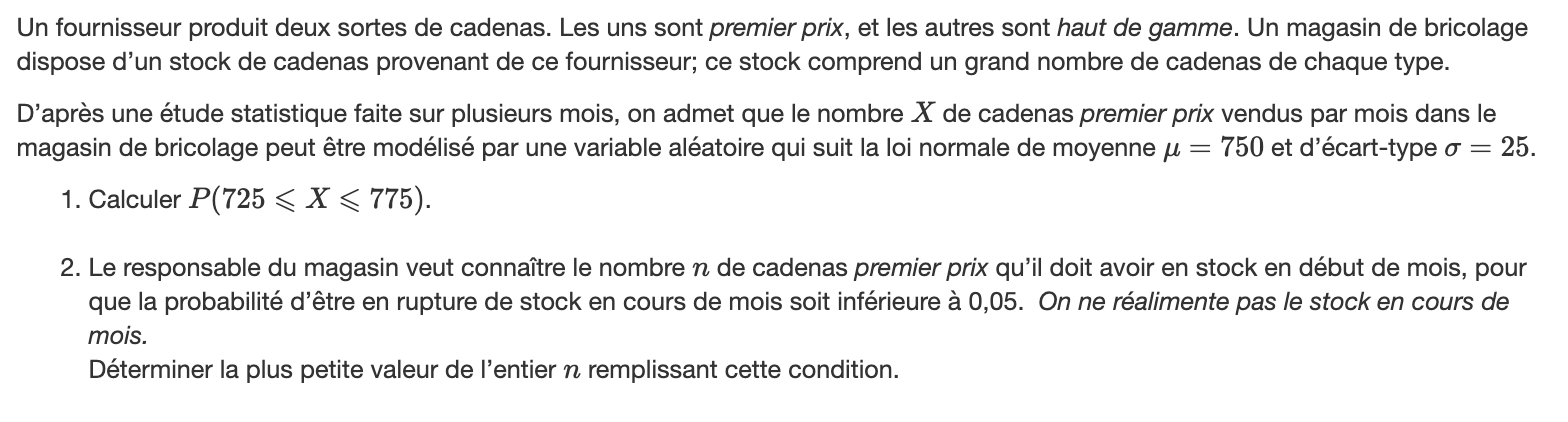 Un fournisseur produit deux sortes de cadenas. Les uns sont premier prix, et les autres sont haut de gamme. Un magasin de bricolage
dispose d’un stock de cadenas provenant de ce fournisseur; ce stock comprend un grand nombre de cadenas de chaque type.
D’après une étude statistique faite sur plusieurs mois, on admet que le nombre X de cadenas premier prix vendus par mois dans le
magasin de bricolage peut être modélisé par une variable aléatoire qui suit la loi normale de moyenne μ = 750 et d’écart-type σ = 25.
1. Calculer P(725 ⩽ X ⩽ 775).
2. Le responsable du magasin veut connaître le nombre n de cadenas premier prix qu’il doit avoir en stock en début de mois, pour
que la probabilité d’être en rupture de stock en cours de mois soit inférieure à 0,05. On ne réalimente pas le stock en cours de
mois.
Déterminer la plus petite valeur de l’entier n remplissant cette condition.